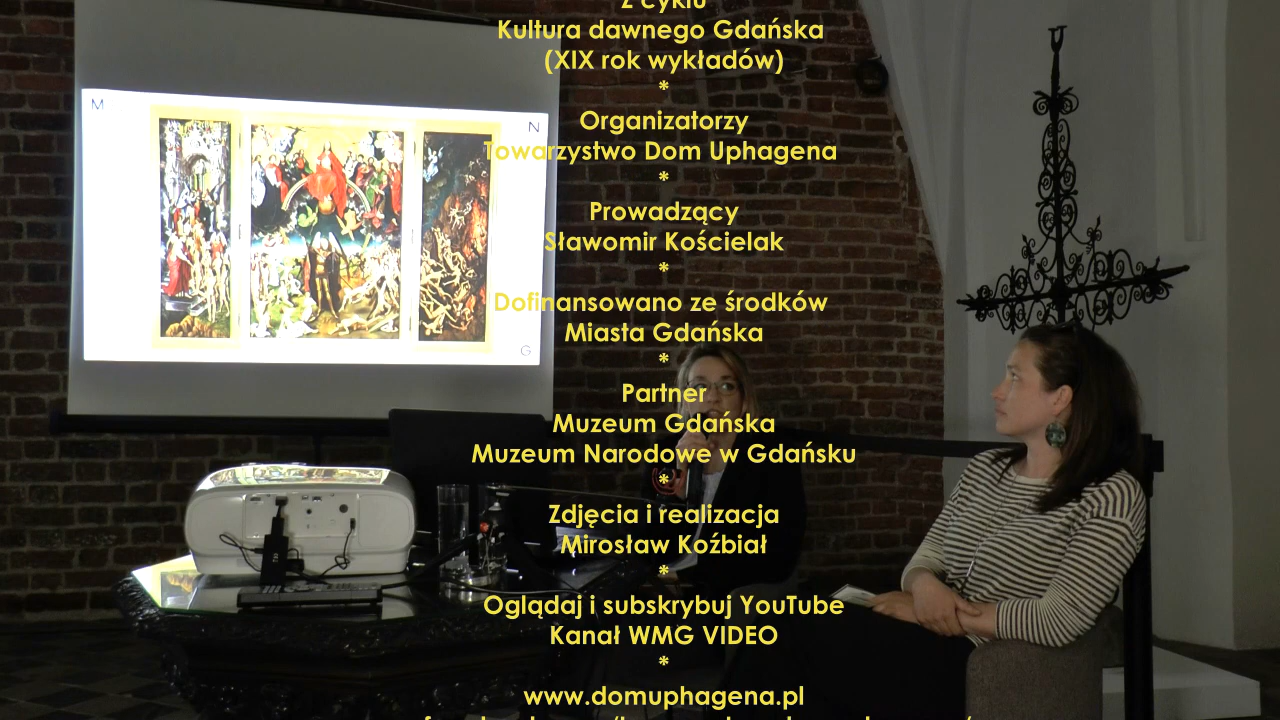 Z cyklu
Kultura dawnego Gdańska
(XIX rok wykładów)
*
Organizatorzy
Towarzystwo Dom Uphagena
*
Prowadzący
Sławomir Kościelak
*
Dofinansowano ze środków
Miasta Gdańska
*
Partner
Muzeum Gdańska
Muzeum Narodowe w Gdańsku
*
Zdjęcia i realizacja
Mirosław Koźbiał
*
Oglądaj i subskrybuj YouTube
Kanał WMG VIDEO
*
www.domuphagena.pl
M
N
G